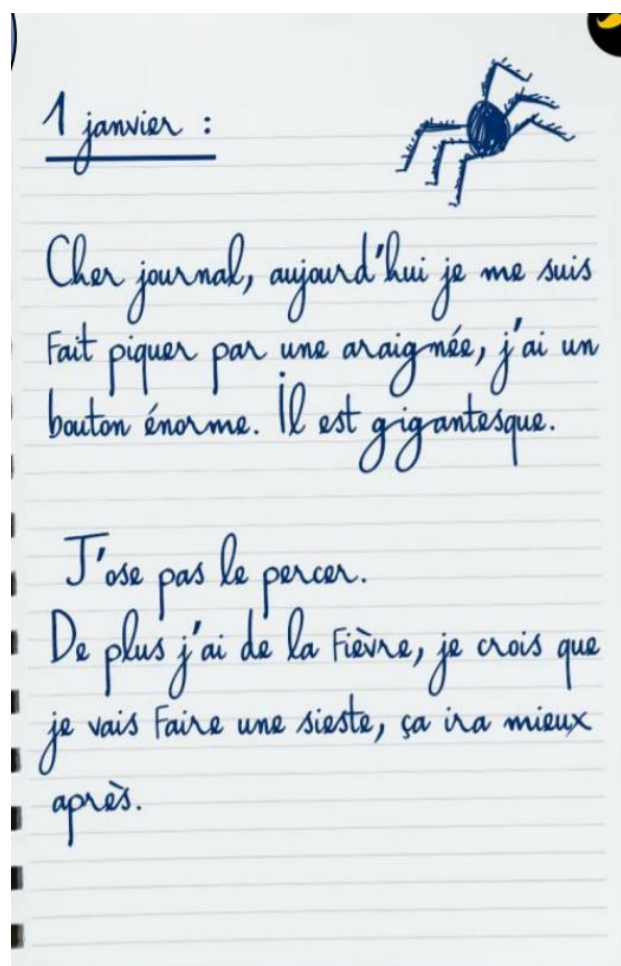 1 janvier :
Cher journal, aujourd'hui je me suis
fait piquer par une araignée, j'ai un
bouton énorme. Il est gigantesque.
J'ose pas le percer.
De plus j'ai de la fièvre, je crois que
je vais faire une sieste, ça ira mieux
après.